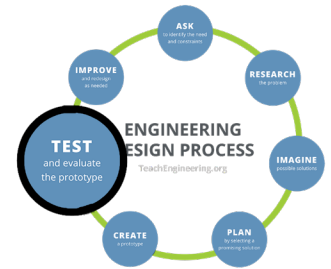 ASK
to identify the need
and constraints
RESEARCH
the problem
IMAGINE
possible solutions
PLAN
by selecting a
promising solution
CREATE
a prototype
TEST
and evaluate
the prototype
IMPROVE
and redesign
as needed
ENGINEERING
ESIGN PROCESS
TeachEngineering.org